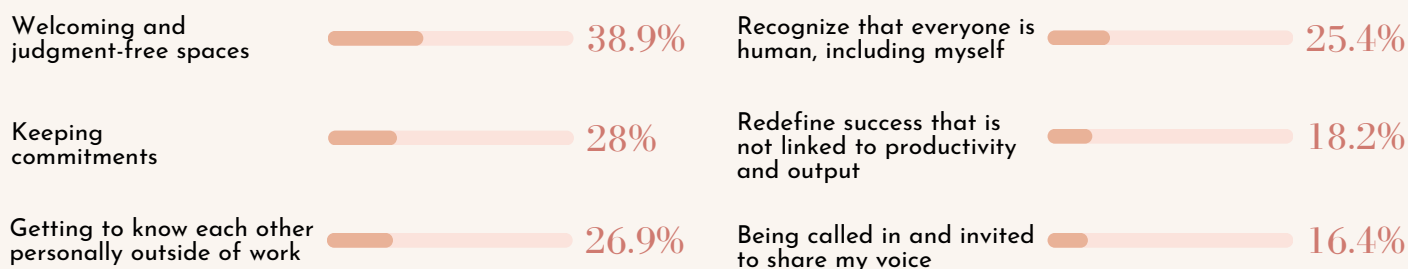 Welcoming and
judgment-free spaces
38.9%
Keeping
commitments
28%
Getting to know each other
personally outside of work
26.9%
Recognize that everyone is
human, including myself
25.4%
Redefine success that is
not linked to productivity
and output
18.2%
Being called in and invited
to share my voice
16.4%